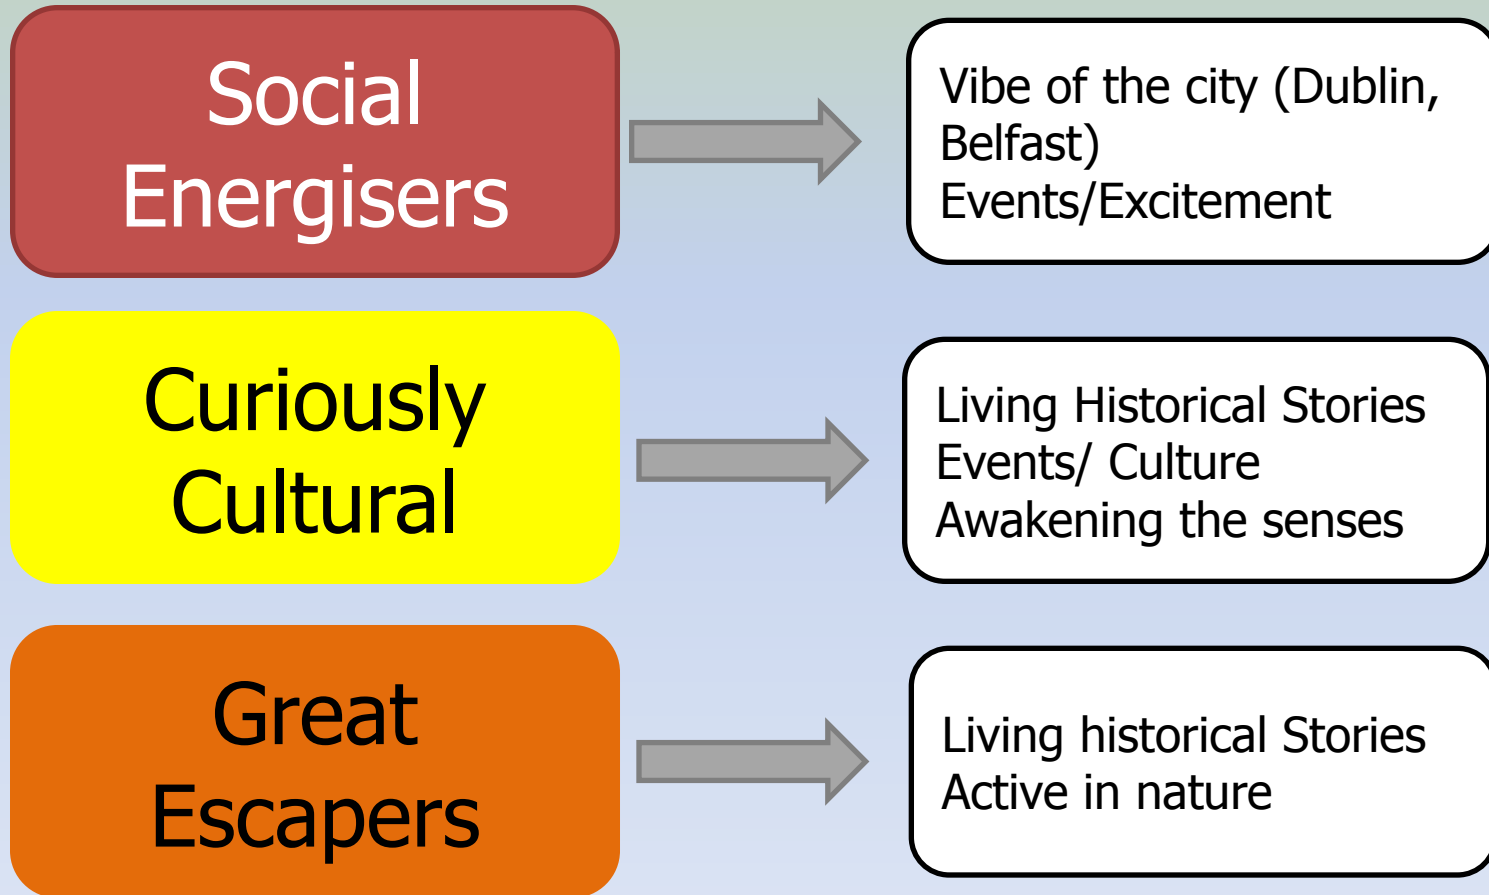 Social
Energisers
Vibe of the city (Dublin,
Belfast)
Events/Excitement
Curiously
Cultural
Living Historical Stories
Events/ Culture
Awakening the senses
Great
Escapers
Living historical Stories
Active in nature